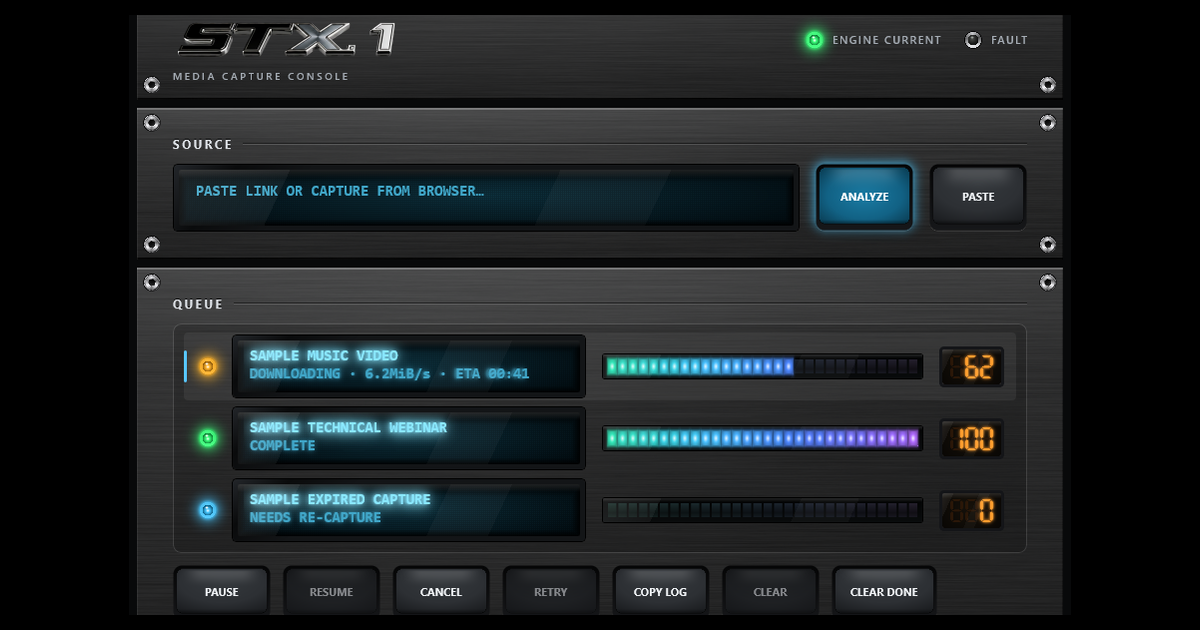 STX.1
ENGINE CURRENT
FAULT
MEDIA CAPTURE CONSOLE
SOURCE
PASTE LINK OR CAPTURE FROM BROWSER…
ANALYZE
PASTE
QUEUE
SAMPLE MUSIC VIDEO
DOWNLOADING · 6.2MiB/s · ETA 00:41
62
SAMPLE TECHNICAL WEBINAR
COMPLETE
100
SAMPLE EXPIRED CAPTURE
NEEDS RE-CAPTURE
0
PAUSE
RESUME
CANCEL
RETRY
COPY LOG
CLEAR
CLEAR DONE